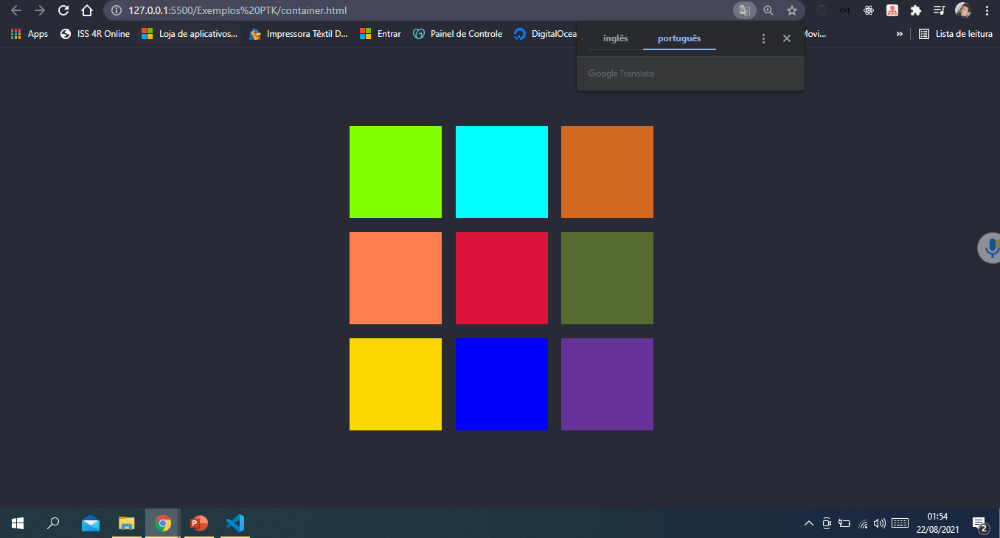 127.0.0.1:5500/Exemplos%20PTK/container.html
Apps ISS 4R Online Loja de aplicativos... Impressora Têxtil D... Entrar Painel de Controle DigitalOcea Movi... » Lista de leitura
inglês português
Google Translate
01:54
22/08/2021
2